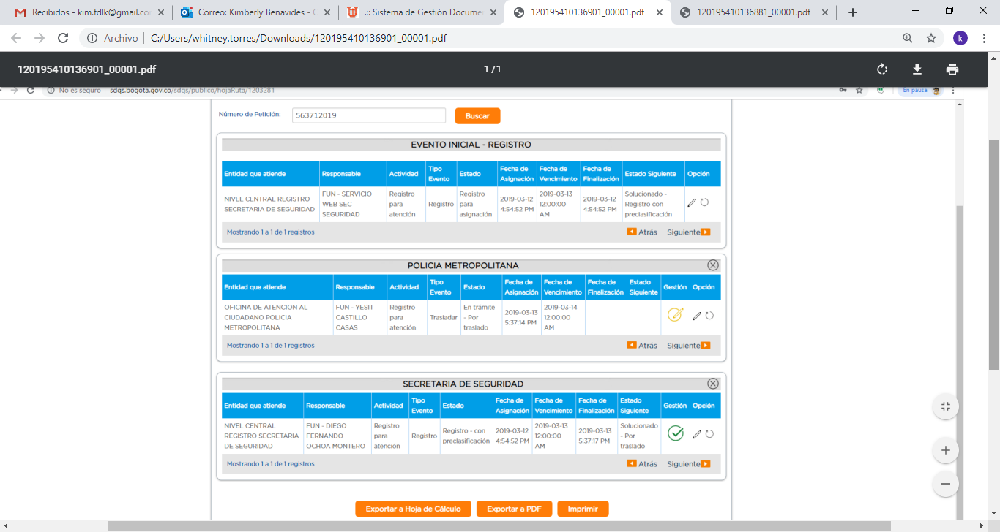 Recibidos - kim.fdlk@gmail.co
Correo: Kimberly Benavides - O
.:: Sistema de Gestión Docume
120195410136901_00001.pdf
120195410136881_00001.pdf
Archivo
C:/Users/whitney.torres/Downloads/120195410136901_00001.pdf
k
120195410136901_00001.pdf
1 / 1
No es seguro
sdqs.bogota.gov.co/sdqs/publico/hojaRuta/1203281
En pausa
Número de Petición:
563712019
Buscar
EVENTO INICIAL - REGISTRO
Entidad que atiende
Responsable
Actividad
Tipo
Evento
Estado
Fecha de
Asignación
Fecha de
Vencimiento
Fecha de
Finalización
Estado Siguiente
Opción
NIVEL CENTRAL REGISTRO
SECRETARIA DE SEGURIDAD
FUN - SERVICIO
WEB SEC
SEGURIDAD
Registro
para
atención
Registro
Registro
para
asignación
2019-03-12
4:54:52 PM
2019-03-13
12:00:00
AM
2019-03-12
4:54:52 PM
Solucionado -
Registro con
preclasificación
Mostrando 1 a 1 de 1 registros
Atrás
Siguiente
POLICIA METROPOLITANA
Entidad que atiende
Responsable
Actividad
Tipo
Evento
Estado
Fecha de
Asignación
Fecha de
Vencimiento
Fecha de
Finalización
Estado
Siguiente
Gestión
Opción
OFICINA DE ATENCION AL
CIUDADANO POLICIA
METROPOLITANA
FUN - YESIT
CASTILLO
CASAS
Registro
para
atención
Trasladar
En trámite
- Por
traslado
2019-03-13
5:37:14 PM
2019-03-14
12:00:00
AM
Mostrando 1 a 1 de 1 registros
Atrás
Siguiente
SECRETARIA DE SEGURIDAD
Entidad que atiende
Responsable
Actividad
Tipo
Evento
Estado
Fecha de
Asignación
Fecha de
Vencimiento
Fecha de
Finalización
Estado
Siguiente
Gestión
Opción
NIVEL CENTRAL
REGISTRO SECRETARIA
DE SEGURIDAD
FUN - DIEGO
FERNANDO
OCHOA MONTERO
Registro
para
atención
Registro
Registro - con
preclasificación
2019-03-12
4:54:52 PM
2019-03-13
12:00:00
AM
2019-03-13
5:37:17 PM
Solucionado
- Por
traslado
Mostrando 1 a 1 de 1 registros
Atrás
Siguiente
Exportar a Hoja de Cálculo
Exportar a PDF
Imprimir